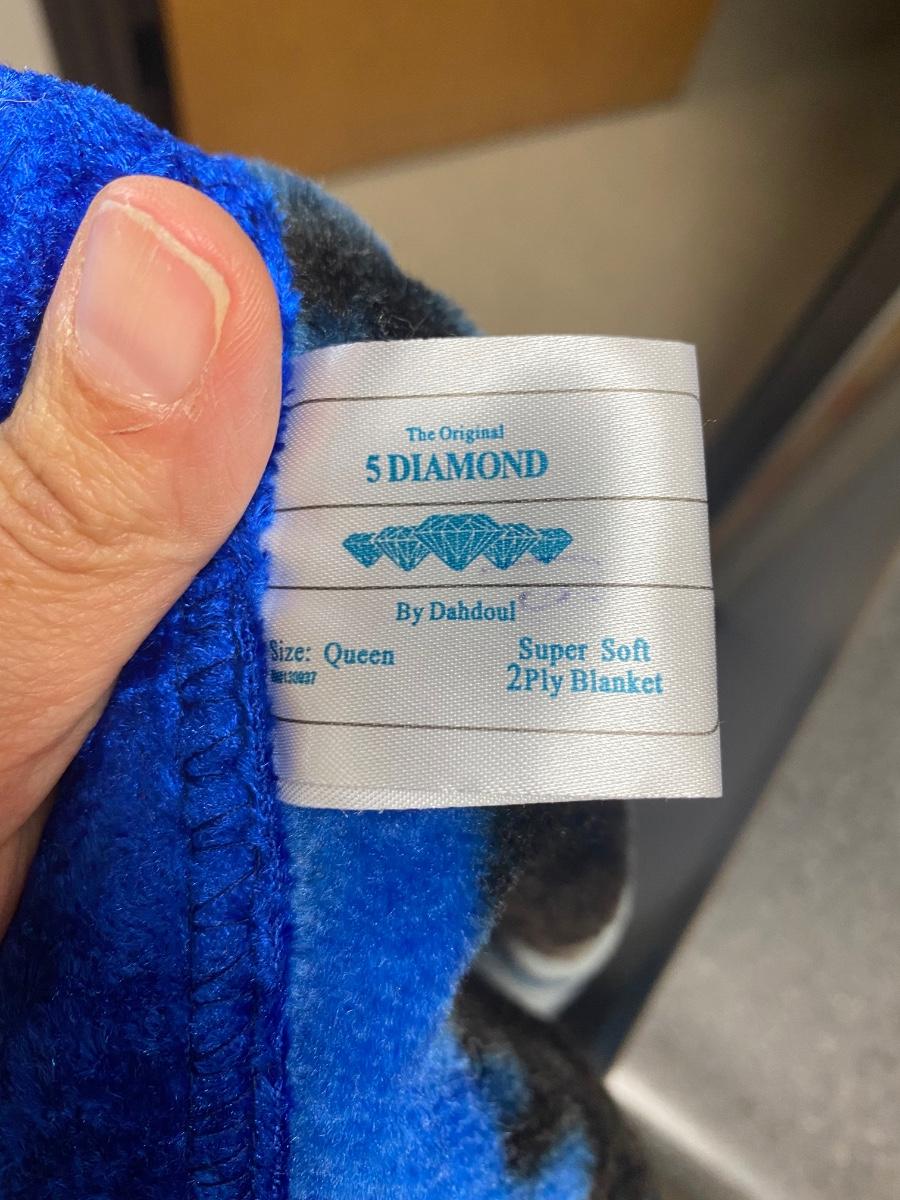 The Original
5 DIAMOND
By Dahdoul
Size: Queen
Super Soft
2Ply Blanket